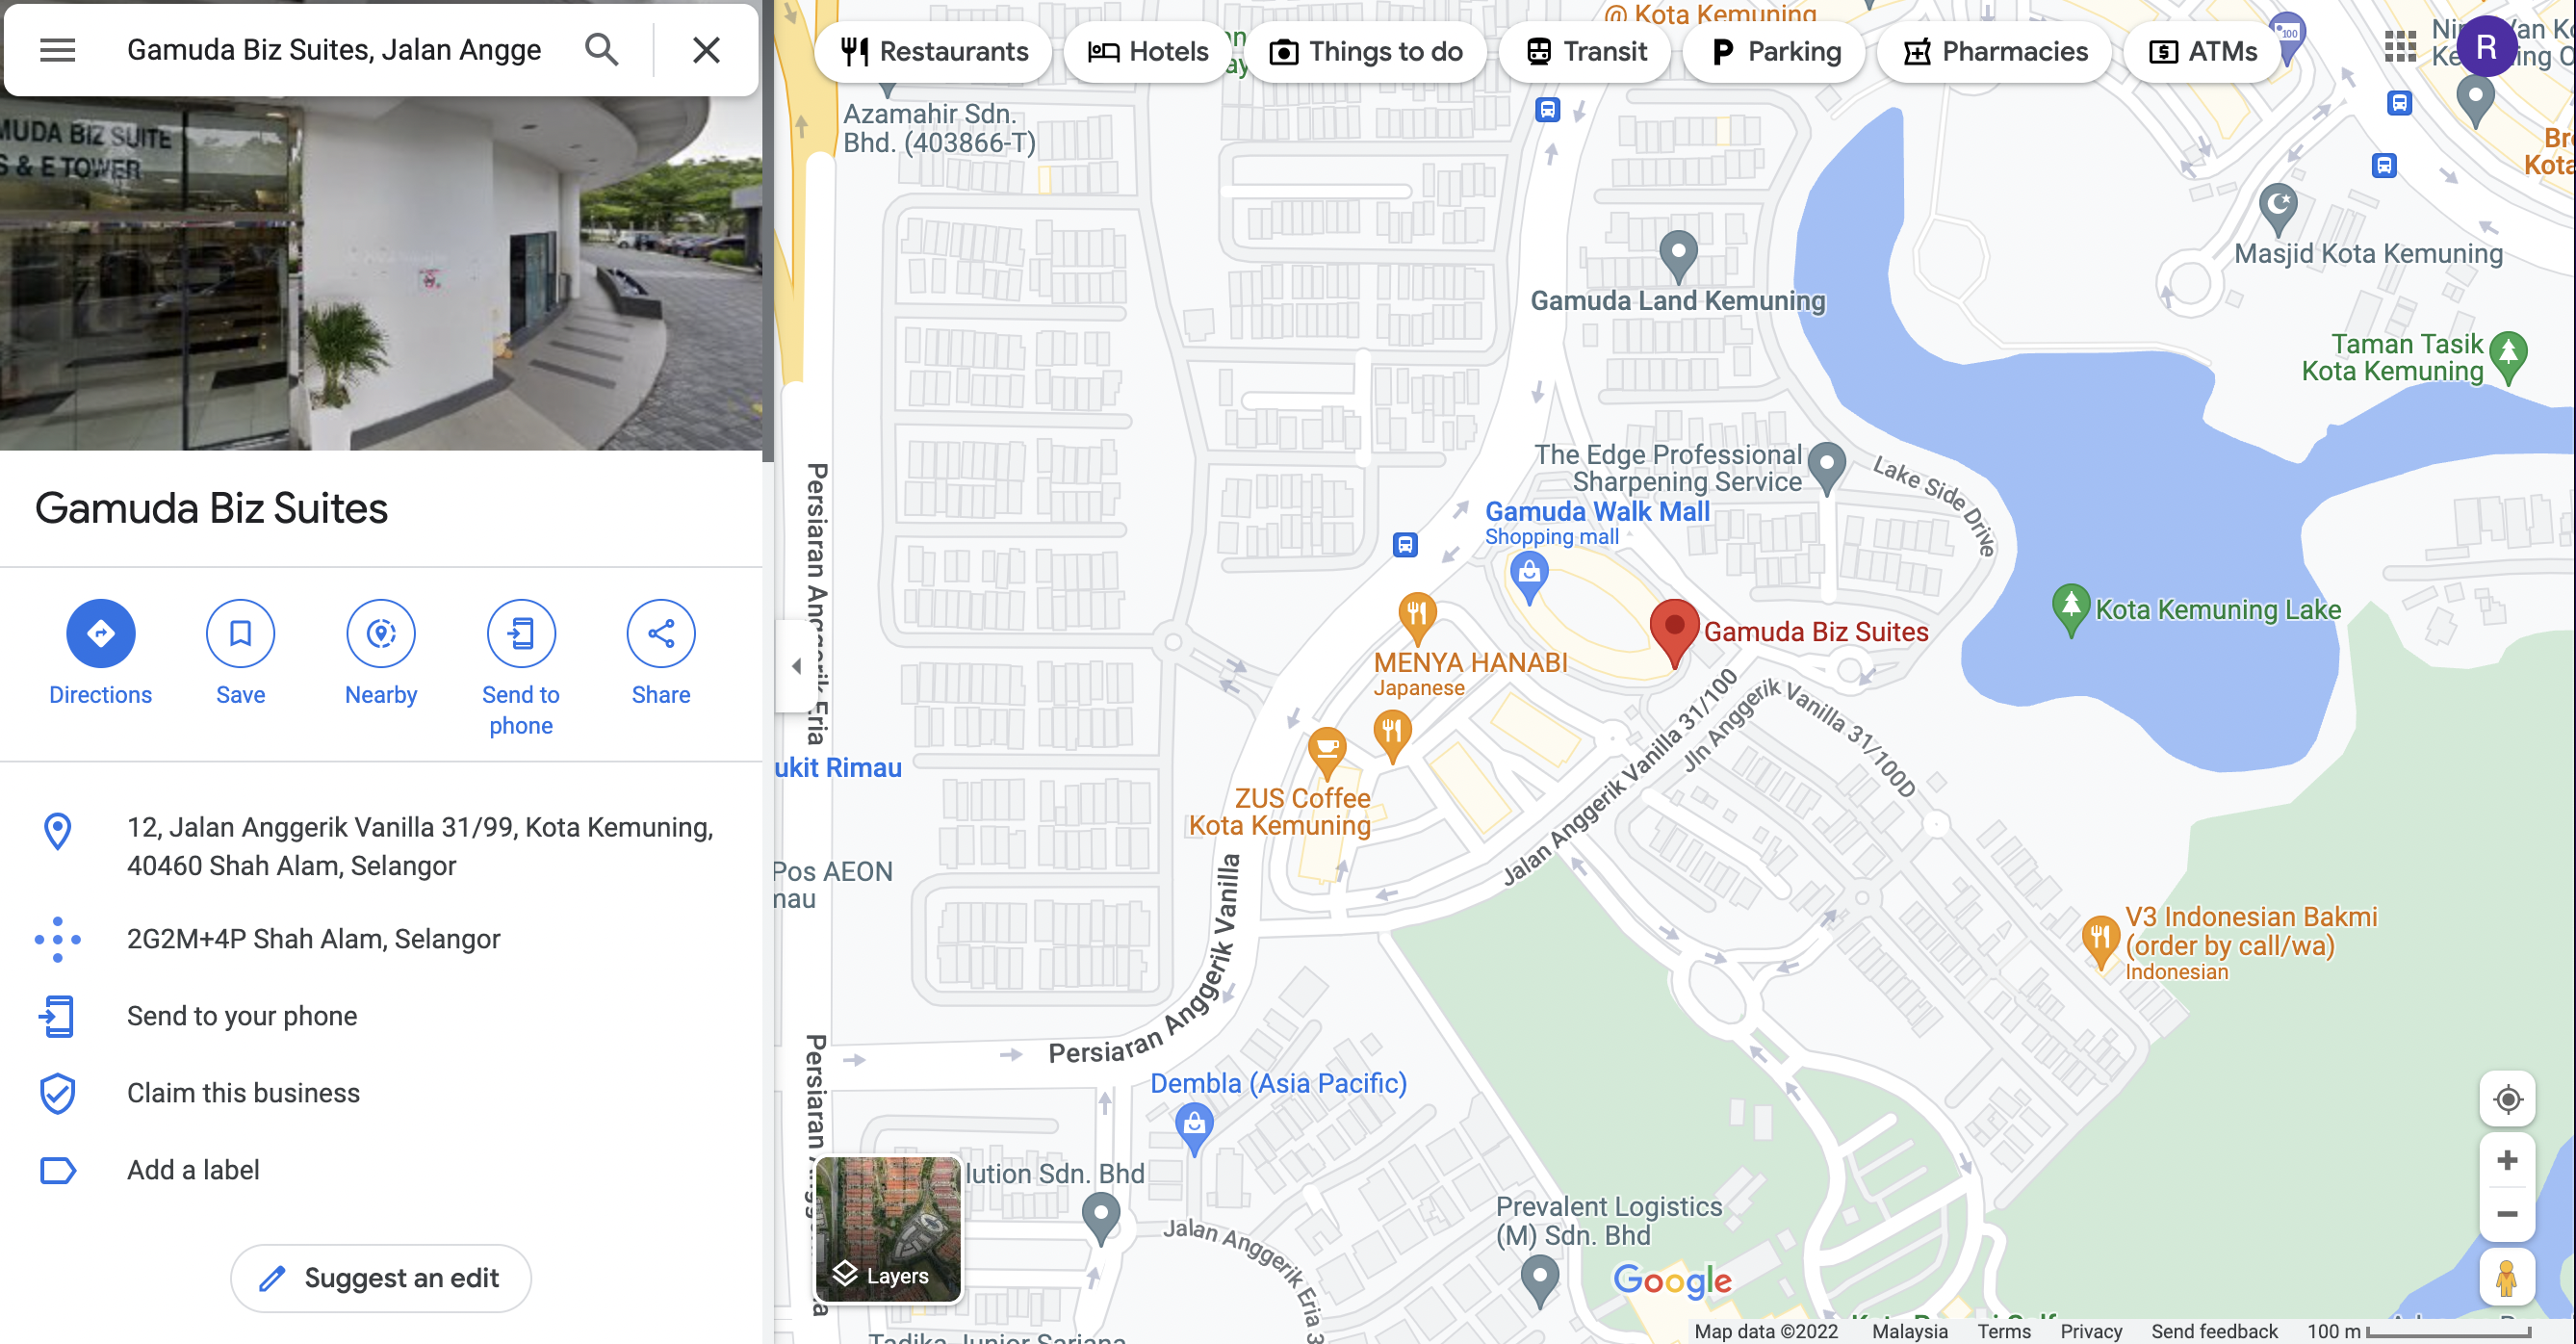 Gamuda Biz Suites, Jalan Angge
MUDA BIZ SUITE
S & E TOWER
Gamuda Biz Suites
Directions
Save
Nearby
Send to
phone
Share
12, Jalan Anggerik Vanilla 31/99, Kota Kemuning,
40460 Shah Alam, Selangor
2G2M+4P Shah Alam, Selangor
Send to your phone
Claim this business
Add a label
Suggest an edit
Restaurants
Hotels
Things to do
Transit
Parking
Pharmacies
ATMs
R
@ Kota Kemuning
Azamahir Sdn.
Bhd. (403866-T)
Bro
Kota
Masjid Kota Kemuning
Gamuda Land Kemuning
Taman Tasik
Kota Kemuning
The Edge Professional
Sharpening Service
Lake Side Drive
Gamuda Walk Mall
Shopping mall
Persiaran Anggerik Eria
Gamuda Biz Suites
Kota Kemuning Lake
MENYA HANABI
Japanese
Jalan Anggerik Vanilla 31/100
Jln Anggerik Vanilla 31/100D
ukit Rimau
ZUS Coffee
Kota Kemuning
Pos AEON
mau
Persiaran Anggerik Vanilla
V3 Indonesian Bakmi
(order by call/wa)
Indonesian
Persiaran Anggerik Vanilla
Persiaran
Dembla (Asia Pacific)
lution Sdn. Bhd
Layers
Jalan Anggerik Eria 3
Prevalent Logistics
(M) Sdn. Bhd
Google
Tadika Junior Sariana
Map data ©2022
Malaysia
Terms
Privacy
Send feedback
100 m